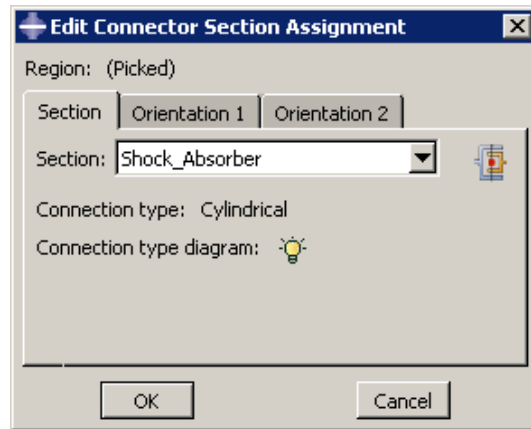 Edit Connector Section Assignment
Region: (Picked)
Section Orientation 1 Orientation 2
Section: Shock_Absorber
Connection type: Cylindrical
Connection type diagram:
OK Cancel